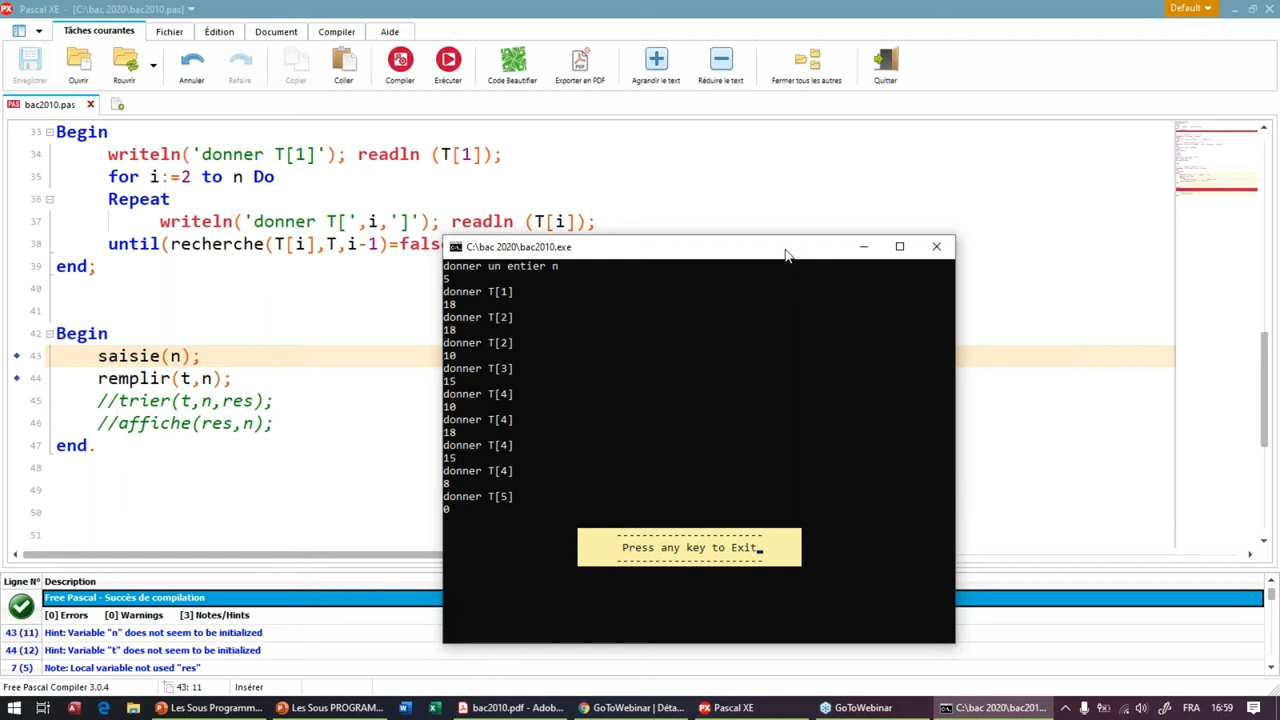 Pascal XE - [C:\bac 2020\bac2010.pas]
Default
Tâches courantes Fichier Édition Document Compiler Aide
Enregistrer Ouvrir Rouvrir Annuler Refaire Copier Coller Compiler Exécuter Code Beautifier Exporter en PDF Agrandir le text Réduire le text Fermer tous les autres Quitter
PAS bac2010.pas
33 Begin
34 writeln('donner T[1]'); readln (T[1]);
35 for i:=2 to n Do
36 Repeat
37 writeln('donner T[',i,']'); readln (T[i]);
38 until(recherche(T[i],T,i-1)=fals
39 end;
40
41
42 Begin
43 saisie(n);
44 remplir(t,n);
45 //trier(t,n,res);
46 //affiche(res,n);
47 end.
48
49
50
51
C:\bac 2020\bac2010.exe
donner un entier n
5
donner T[1]
18
donner T[2]
18
donner T[2]
10
donner T[3]
15
donner T[4]
10
donner T[4]
18
donner T[4]
15
donner T[4]
8
donner T[5]
0
-----------------------
Press any key to Exit
-----------------------
Ligne N° Description
Free Pascal - Succès de compilation
[0] Errors [0] Warnings [3] Notes/Hints
43 (11) Hint: Variable "n" does not seem to be initialized
44 (12) Hint: Variable "t" does not seem to be initialized
7 (5) Note: Local variable not used "res"
Free Pascal Compiler 3.0.4 43: 11 Insérer
Les Sous Programm... Les Sous PROGRAM... bac2010.pdf - Adob... GoToWebinar | Déta... Pascal XE GoToWebinar C:\bac 2020\bac201... FR 16:59